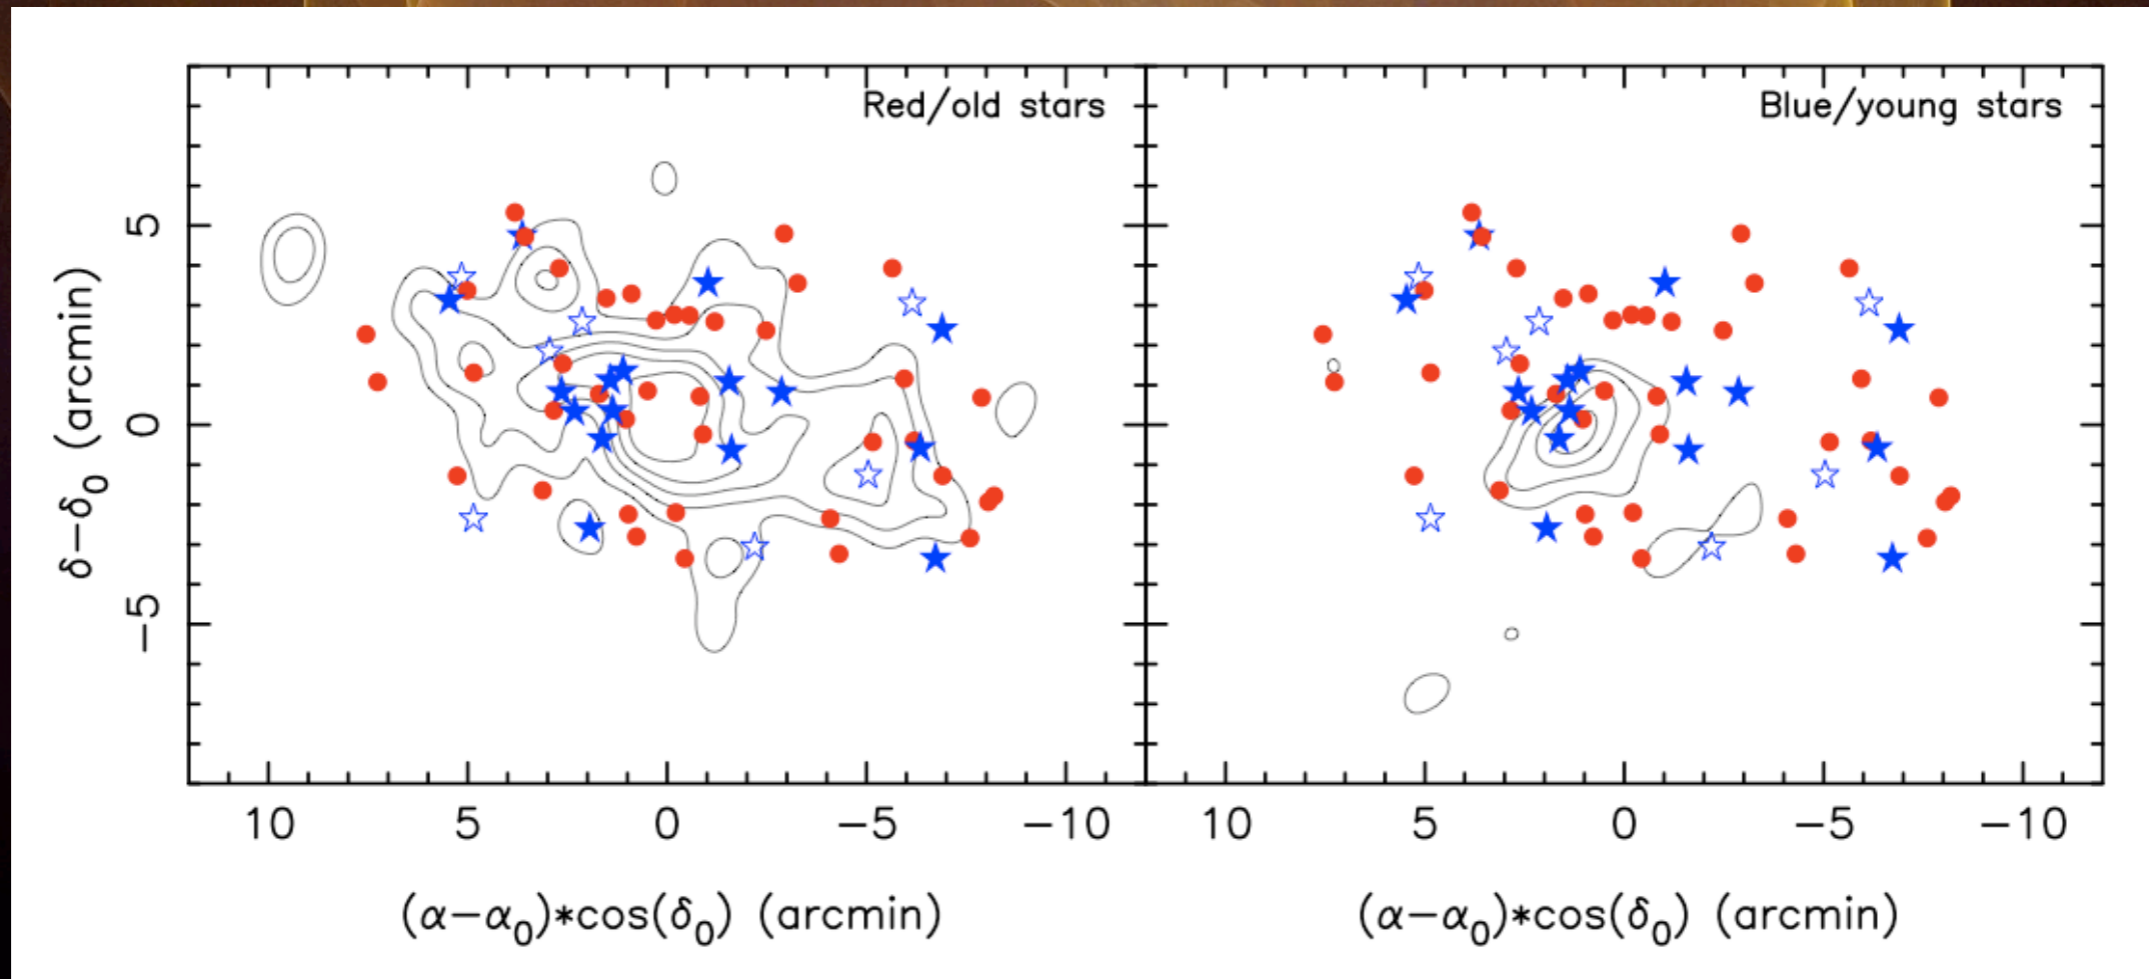 Red/old stars
Blue/young stars
5
0
−5
δ−δ₀ (arcmin)
10 5 0 −5 −10
10 5 0 −5 −10
(α−α₀)*cos(δ₀) (arcmin)
(α−α₀)*cos(δ₀) (arcmin)